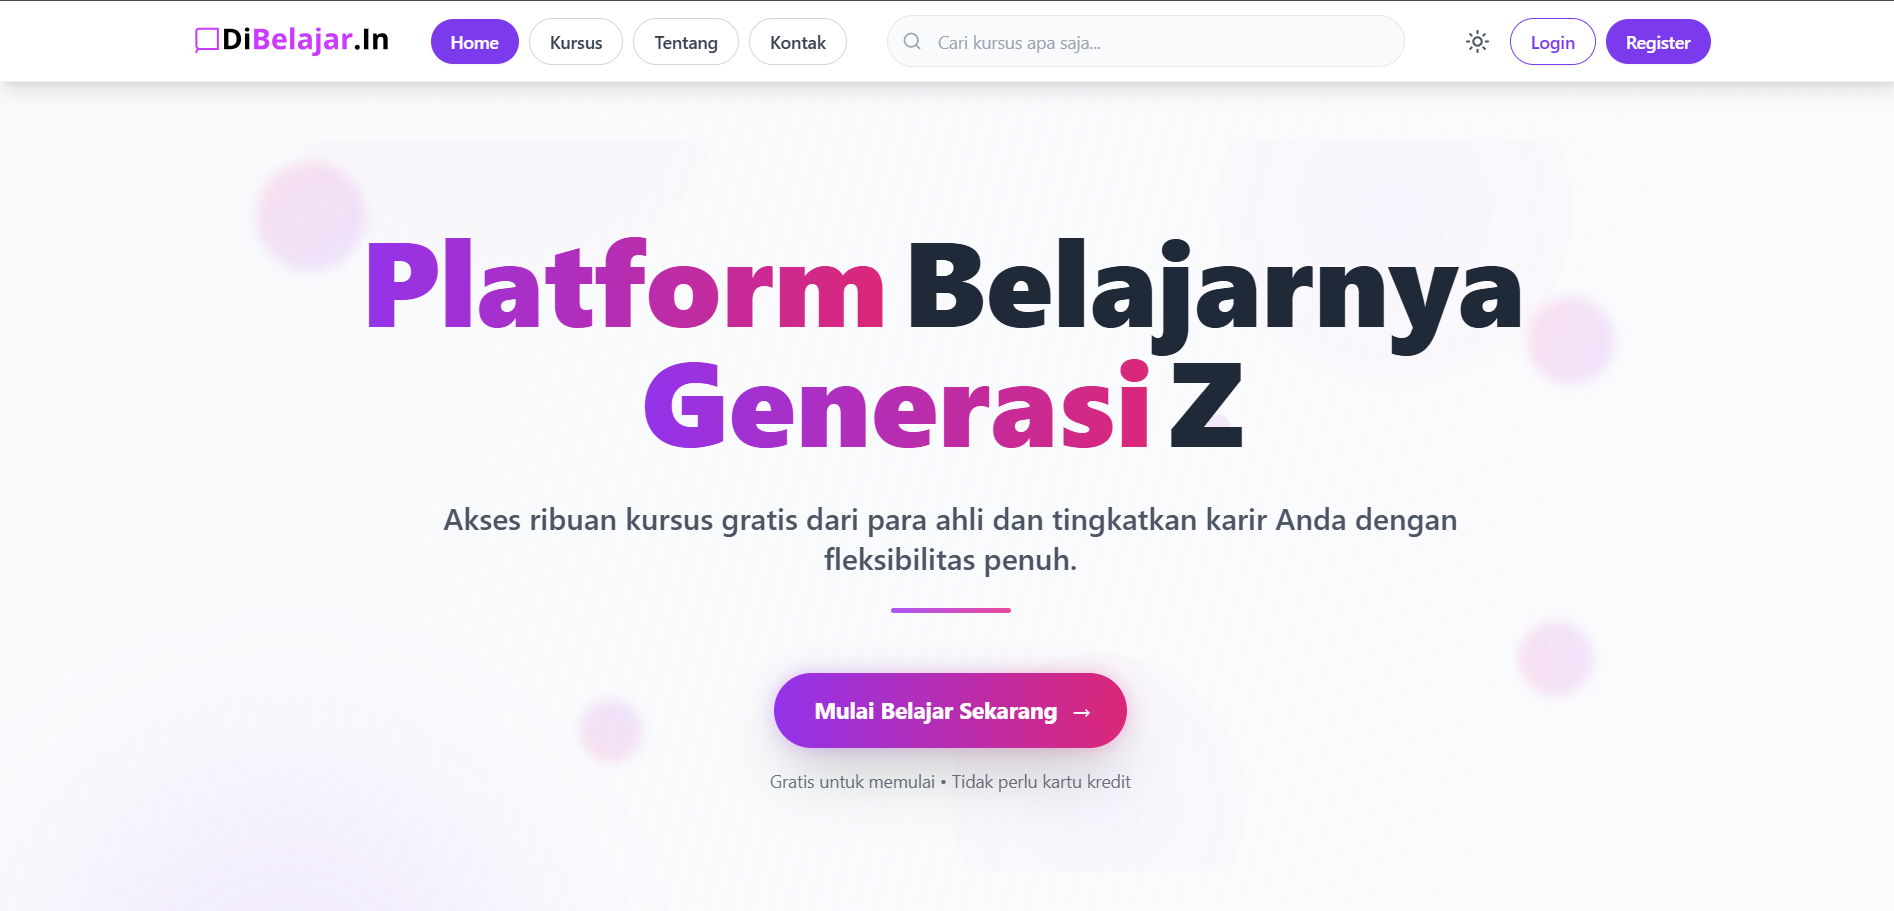 DiBelajar.In
Home
Kursus
Tentang
Kontak
Cari kursus apa saja...
Login
Register
Platform Belajarnya
Generasi Z
Akses ribuan kursus gratis dari para ahli dan tingkatkan karir Anda dengan
fleksibilitas penuh.
Mulai Belajar Sekarang →
Gratis untuk memulai • Tidak perlu kartu kredit